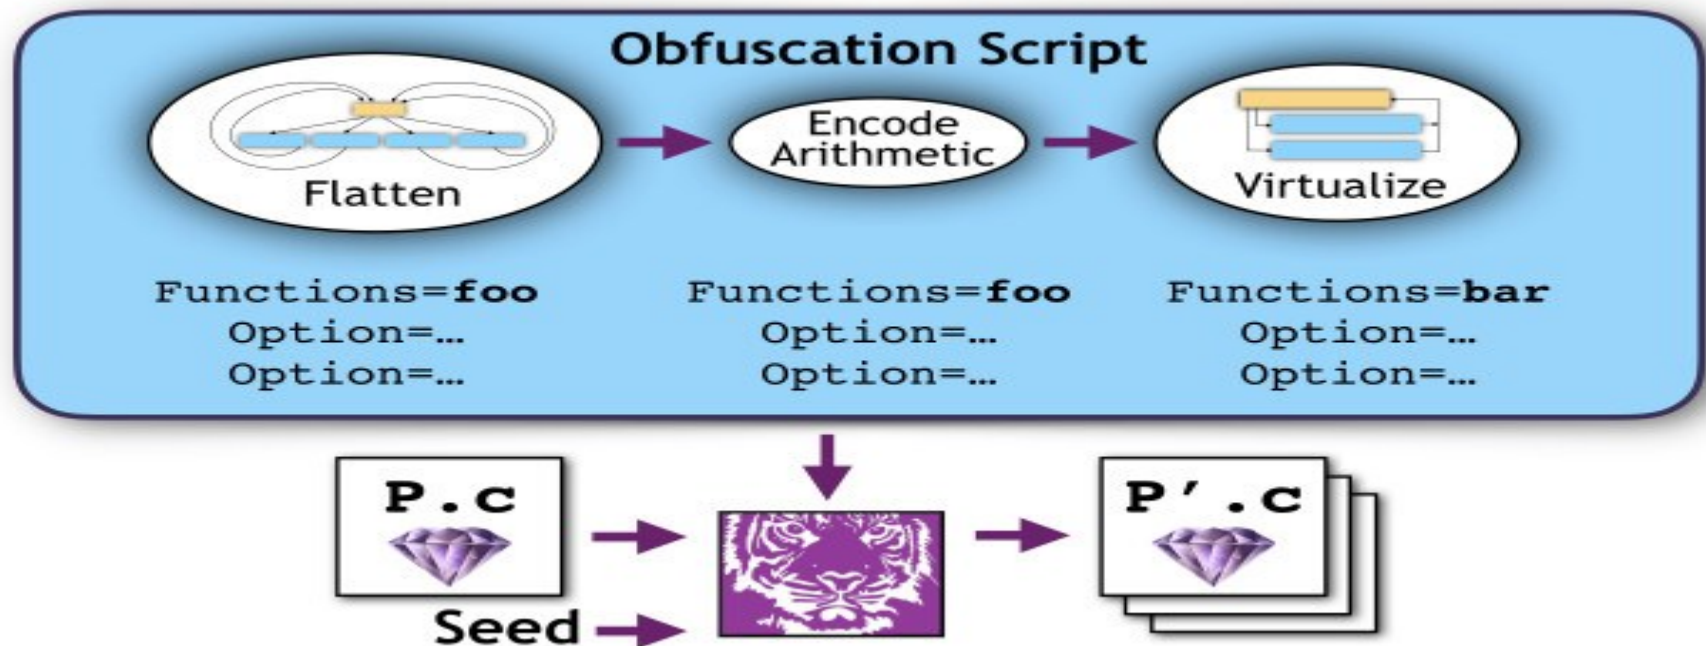 Obfuscation Script
Flatten
Encode
Arithmetic
Virtualize
Functions=foo
Option=…
Option=…
Functions=foo
Option=…
Option=…
Functions=bar
Option=…
Option=…
P.c
Seed
P′.c